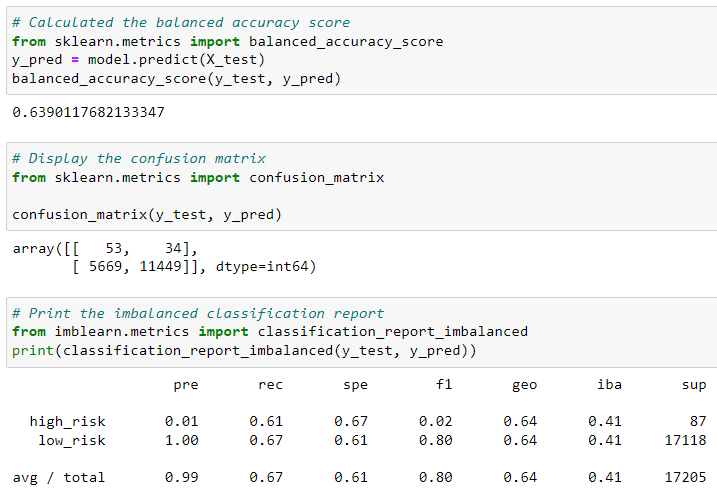 # Calculated the balanced accuracy score
from sklearn.metrics import balanced_accuracy_score
y_pred = model.predict(X_test)
balanced_accuracy_score(y_test, y_pred)
0.6390117682133347
# Display the confusion matrix
from sklearn.metrics import confusion_matrix
confusion_matrix(y_test, y_pred)
array([[   53,    34],
       [ 5669, 11449]], dtype=int64)
# Print the imbalanced classification report
from imblearn.metrics import classification_report_imbalanced
print(classification_report_imbalanced(y_test, y_pred))
                   pre       rec       spe        f1       geo       iba       sup
  high_risk       0.01      0.61      0.67      0.02      0.64      0.41        87
   low_risk       1.00      0.67      0.61      0.80      0.64      0.41     17118
avg / total       0.99      0.67      0.61      0.80      0.64      0.41     17205